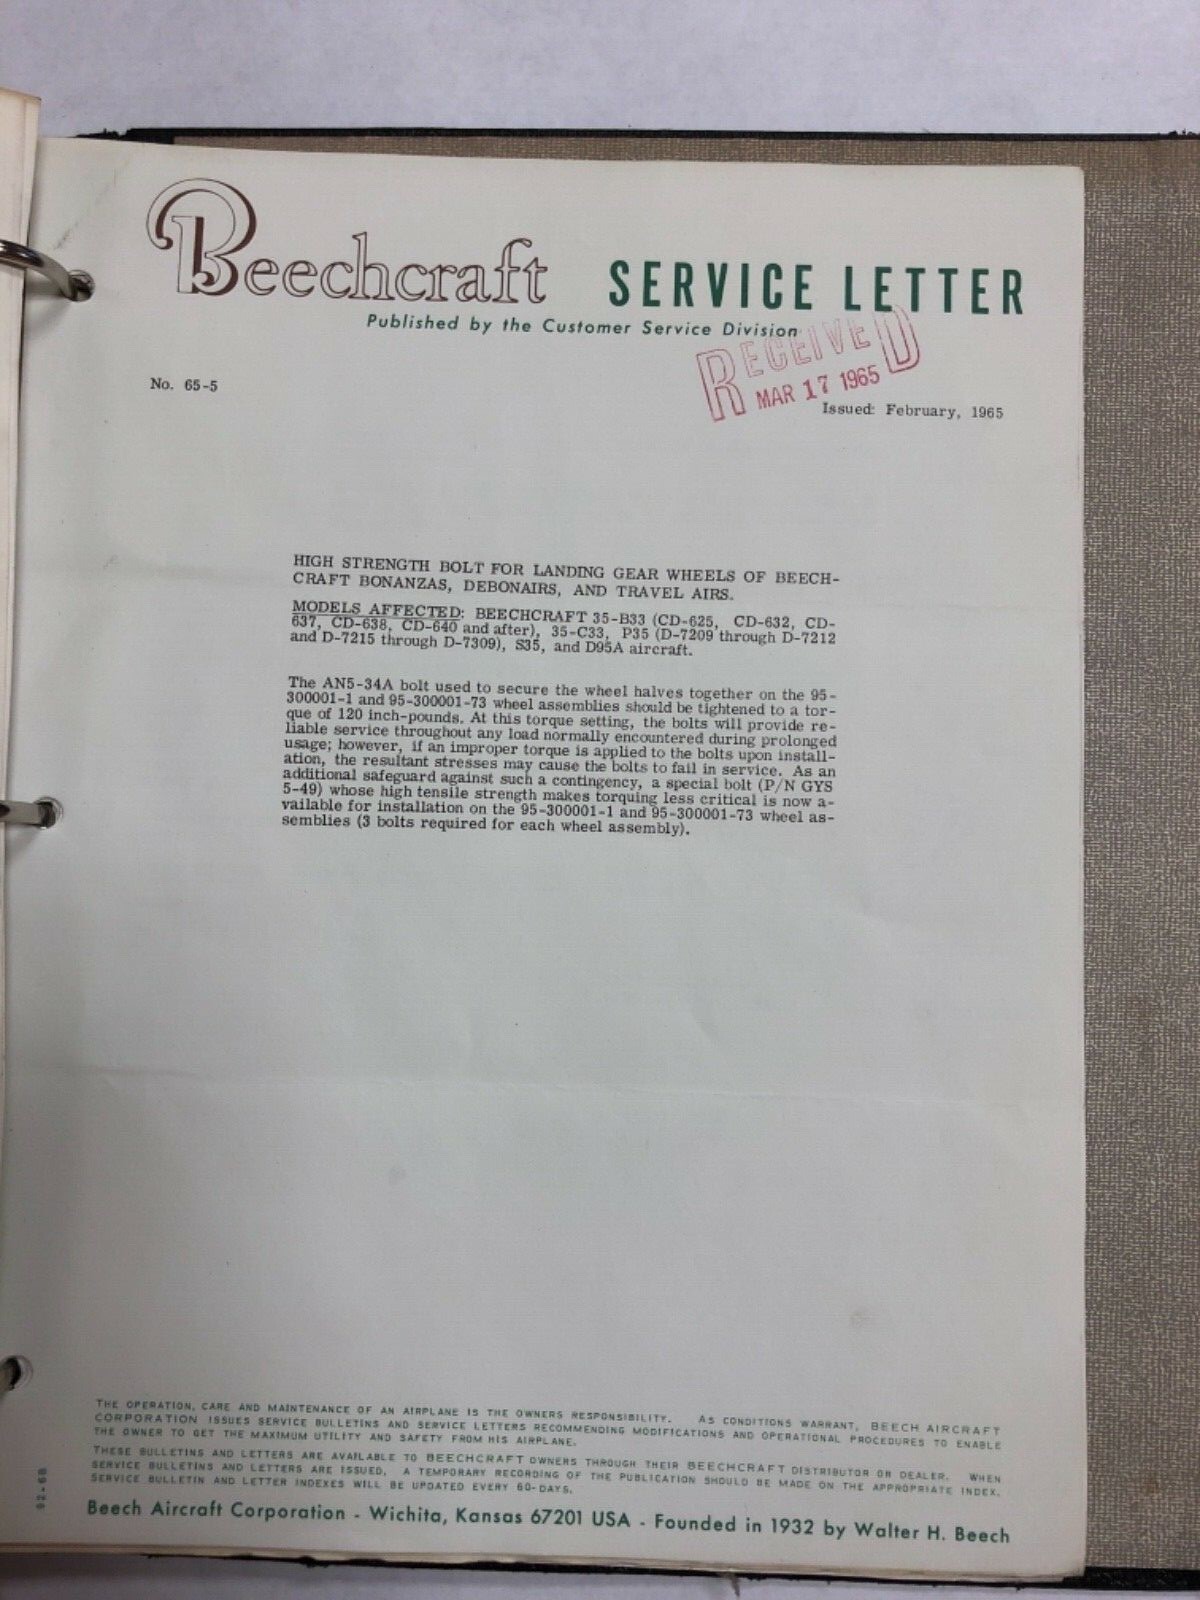 Beechcraft SERVICE LETTER
Published by the Customer Service Division
RECEIVED
MAR 17 1965
No. 65-5
Issued: February, 1965
HIGH STRENGTH BOLT FOR LANDING GEAR WHEELS OF BEECH-
CRAFT BONANZAS, DEBONAIRS, AND TRAVEL AIRS.
MODELS AFFECTED: BEECHCRAFT 35-B33 (CD-625, CD-632, CD-
637, CD-638, CD-640 and after), 35-C33, P35 (D-7209 through D-7212
and D-7215 through D-7309), S35, and D95A aircraft.
The AN5-34A bolt used to secure the wheel halves together on the 95-
300001-1 and 95-300001-73 wheel assemblies should be tightened to a tor-
que of 120 inch-pounds. At this torque setting, the bolts will provide re-
liable service throughout any load normally encountered during prolonged
usage; however, if an improper torque is applied to the bolts upon install-
ation, the resultant stresses may cause the bolts to fail in service. As an
additional safeguard against such a contingency, a special bolt (P/N GYS
5-49) whose high tensile strength makes torquing less critical is now a-
vailable for installation on the 95-300001-1 and 95-300001-73 wheel as-
semblies (3 bolts required for each wheel assembly).
THE OPERATION, CARE AND MAINTENANCE OF AN AIRPLANE IS THE OWNERS RESPONSIBILITY. AS CONDITIONS WARRANT, BEECH AIRCRAFT
CORPORATION ISSUES SERVICE BULLETINS AND SERVICE LETTERS RECOMMENDING MODIFICATIONS AND OPERATIONAL PROCEDURES TO ENABLE
THE OWNER TO GET THE MAXIMUM UTILITY AND SAFETY FROM HIS AIRPLANE.
THESE BULLETINS AND LETTERS ARE AVAILABLE TO BEECHCRAFT OWNERS THROUGH THEIR BEECHCRAFT DISTRIBUTOR OR DEALER. WHEN
SERVICE BULLETINS AND LETTERS ARE ISSUED, A TEMPORARY RECORDING OF THE PUBLICATION SHOULD BE MADE ON THE APPROPRIATE INDEX.
SERVICE BULLETIN AND LETTER INDEXES WILL BE UPDATED EVERY 60-DAYS.
Beech Aircraft Corporation - Wichita, Kansas 67201 USA - Founded in 1932 by Walter H. Beech